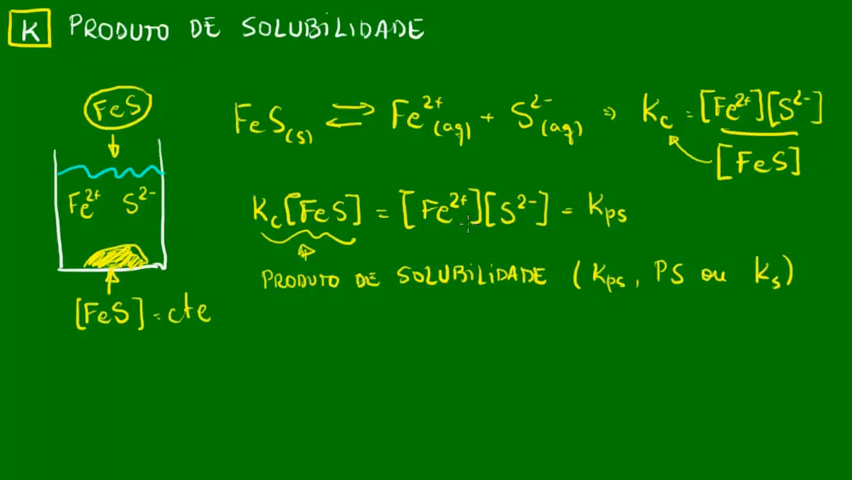 K PRODUTO DE SOLUBILIDADE
FeS
FeS(s) ⇌ Fe²⁺(aq) + S²⁻(aq) ⇒ Kc = [Fe²⁺][S²⁻]
[FeS]
Fe²⁺ S²⁻
Kc[FeS] = [Fe²⁺][S²⁻] = Kps
PRODUTO DE SOLUBILIDADE (Kps, PS ou Ks)
[FeS] = cte